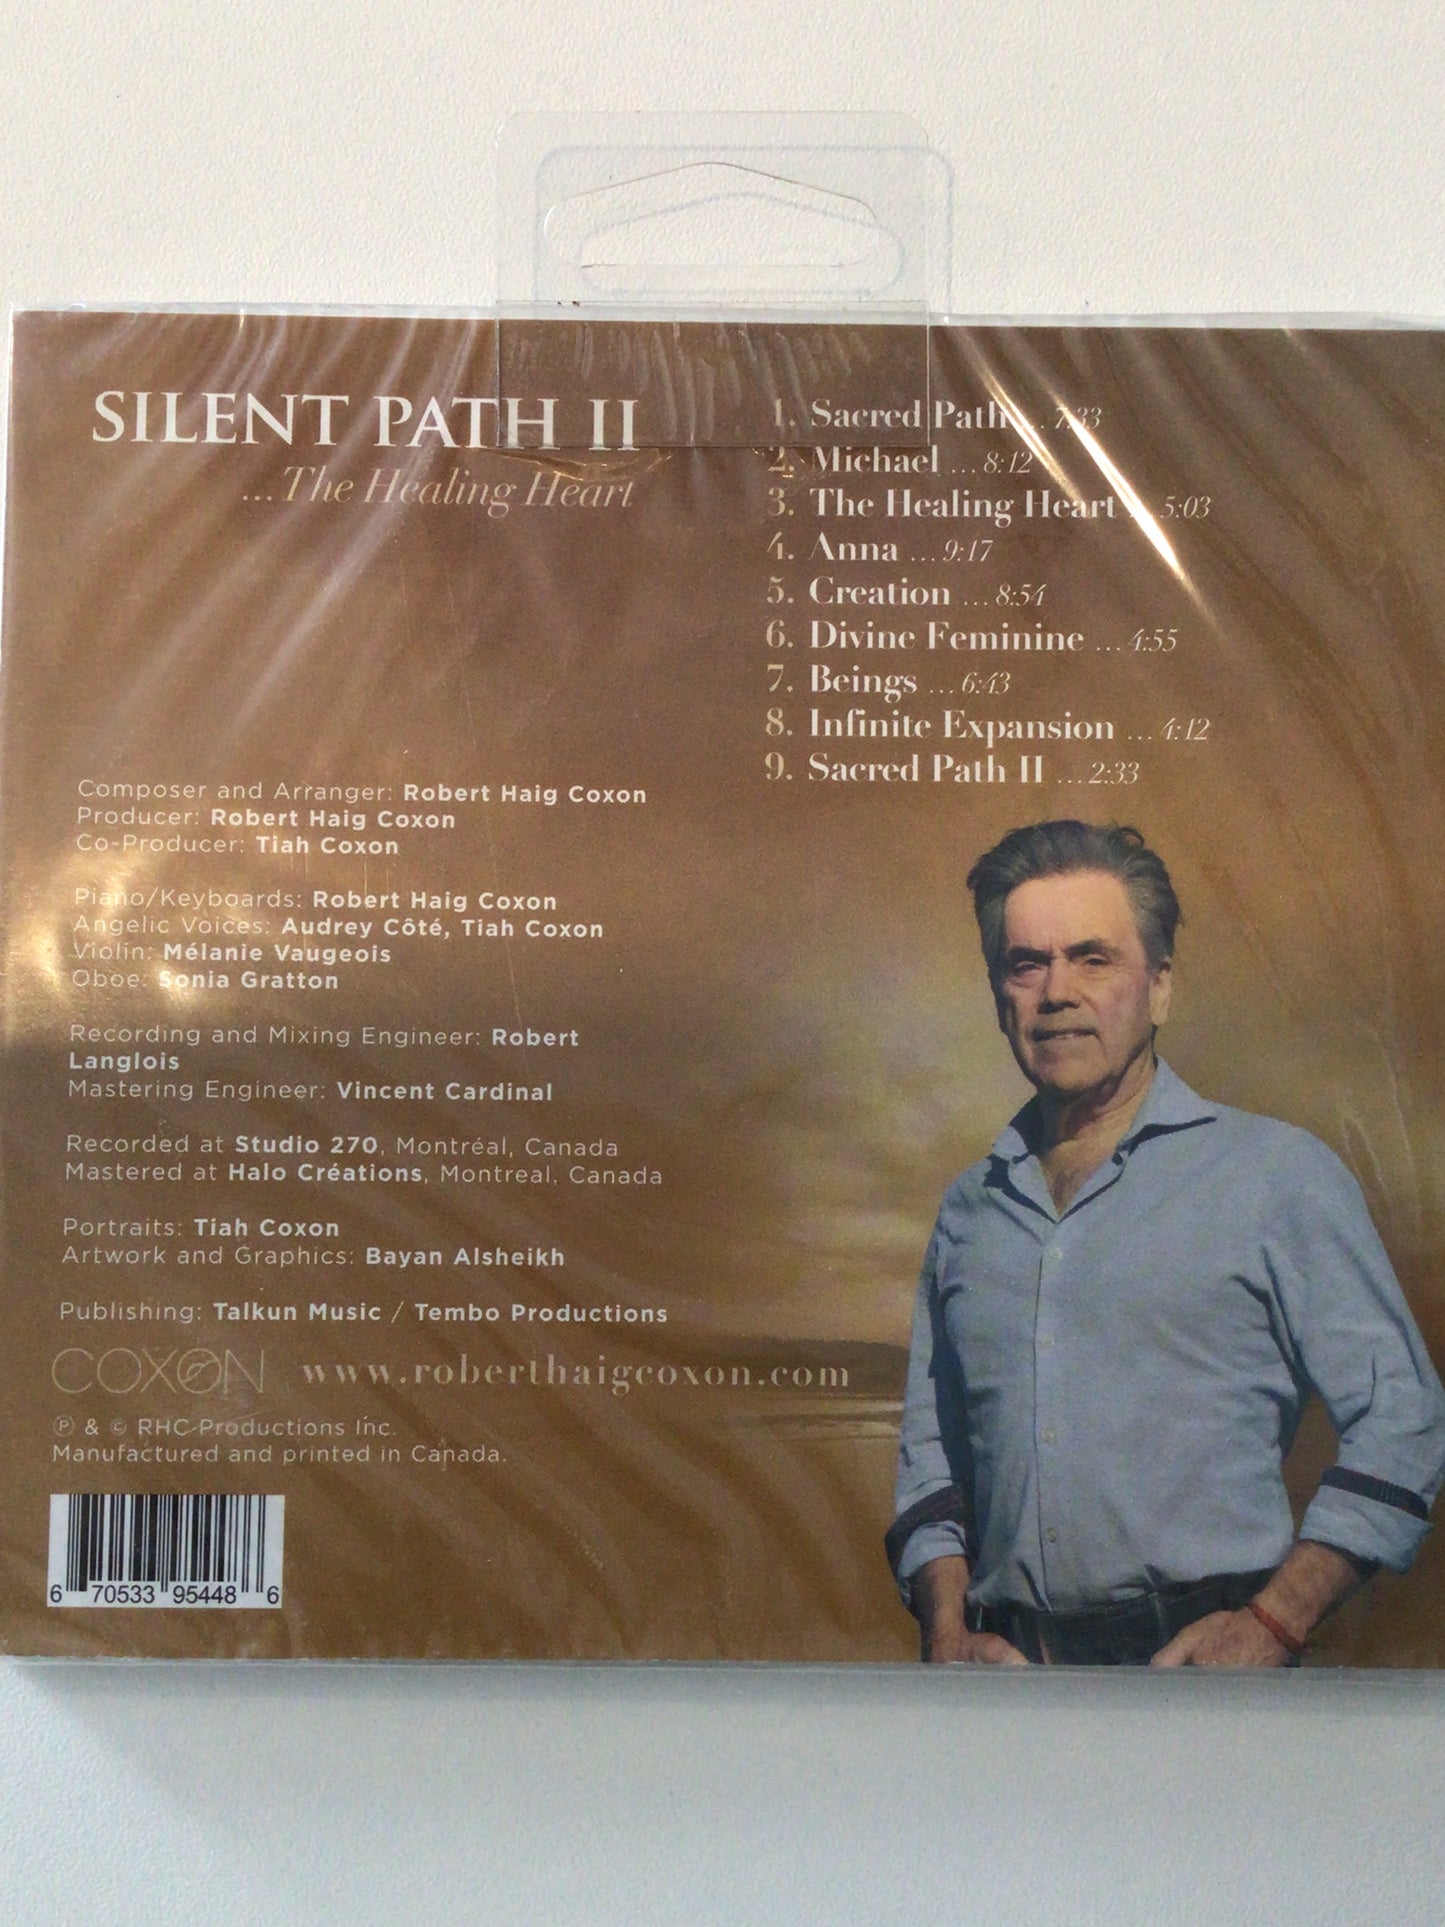 SILENT PATH II
...The Healing Heart
1. Sacred Path ... 7:33
2. Michael ... 8:12
3. The Healing Heart ... 5:03
4. Anna ... 9:17
5. Creation ... 8:54
6. Divine Feminine ... 4:55
7. Beings ... 6:43
8. Infinite Expansion ... 4:12
9. Sacred Path II ... 2:33
Composer and Arranger: Robert Haig Coxon
Producer: Robert Haig Coxon
Co-Producer: Tiah Coxon
Piano/Keyboards: Robert Haig Coxon
Angelic Voices: Audrey Côté, Tiah Coxon
Violin: Mélanie Vaugeois
Oboe: Sonia Gratton
Recording and Mixing Engineer: Robert
Langlois
Mastering Engineer: Vincent Cardinal
Recorded at Studio 270, Montréal, Canada
Mastered at Halo Créations, Montreal, Canada
Portraits: Tiah Coxon
Artwork and Graphics: Bayan Alsheikh
Publishing: Talkun Music / Tembo Productions
COXON www.roberthaigcoxon.com
℗ & © RHC Productions Inc.
Manufactured and printed in Canada.
6 70533 95448 6